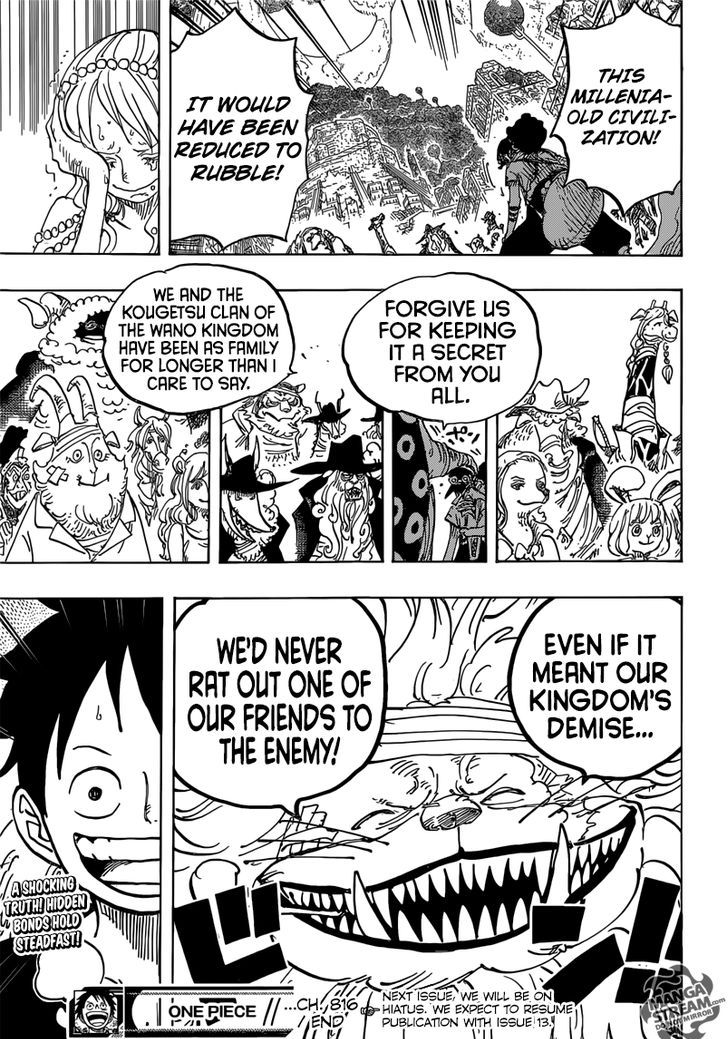 THIS
MILLENIA-
OLD CIVILI-
ZATION!
IT WOULD
HAVE BEEN
REDUCED TO
RUBBLE!
FORGIVE US
FOR KEEPING
IT A SECRET
FROM YOU
ALL.
WE AND THE
KOUGETSU CLAN OF
THE WANO KINGDOM
HAVE BEEN AS FAMILY
FOR LONGER THAN I
CARE TO SAY.
EVEN IF IT
MEANT OUR
KINGDOM'S
DEMISE...
WE'D NEVER
RAT OUT ONE OF
OUR FRIENDS TO
THE ENEMY!
A SHOCKING
TRUTH! HIDDEN
BONDS HOLD
STEADFAST!
ONE PIECE //
...CH. 816
END
NEXT ISSUE, WE WILL BE ON
HIATUS. WE EXPECT TO RESUME
PUBLICATION WITH ISSUE 13.
MANGA
STREAM.COM